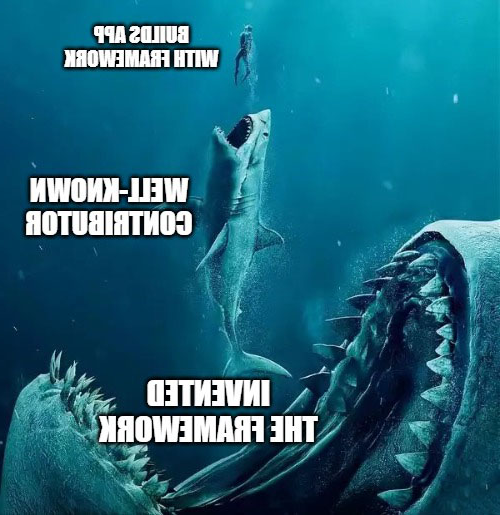 BUILDS APP
WITH FRAMEWORK
WELL-KNOWN
CONTRIBUTOR
INVENTED
THE FRAMEWORK